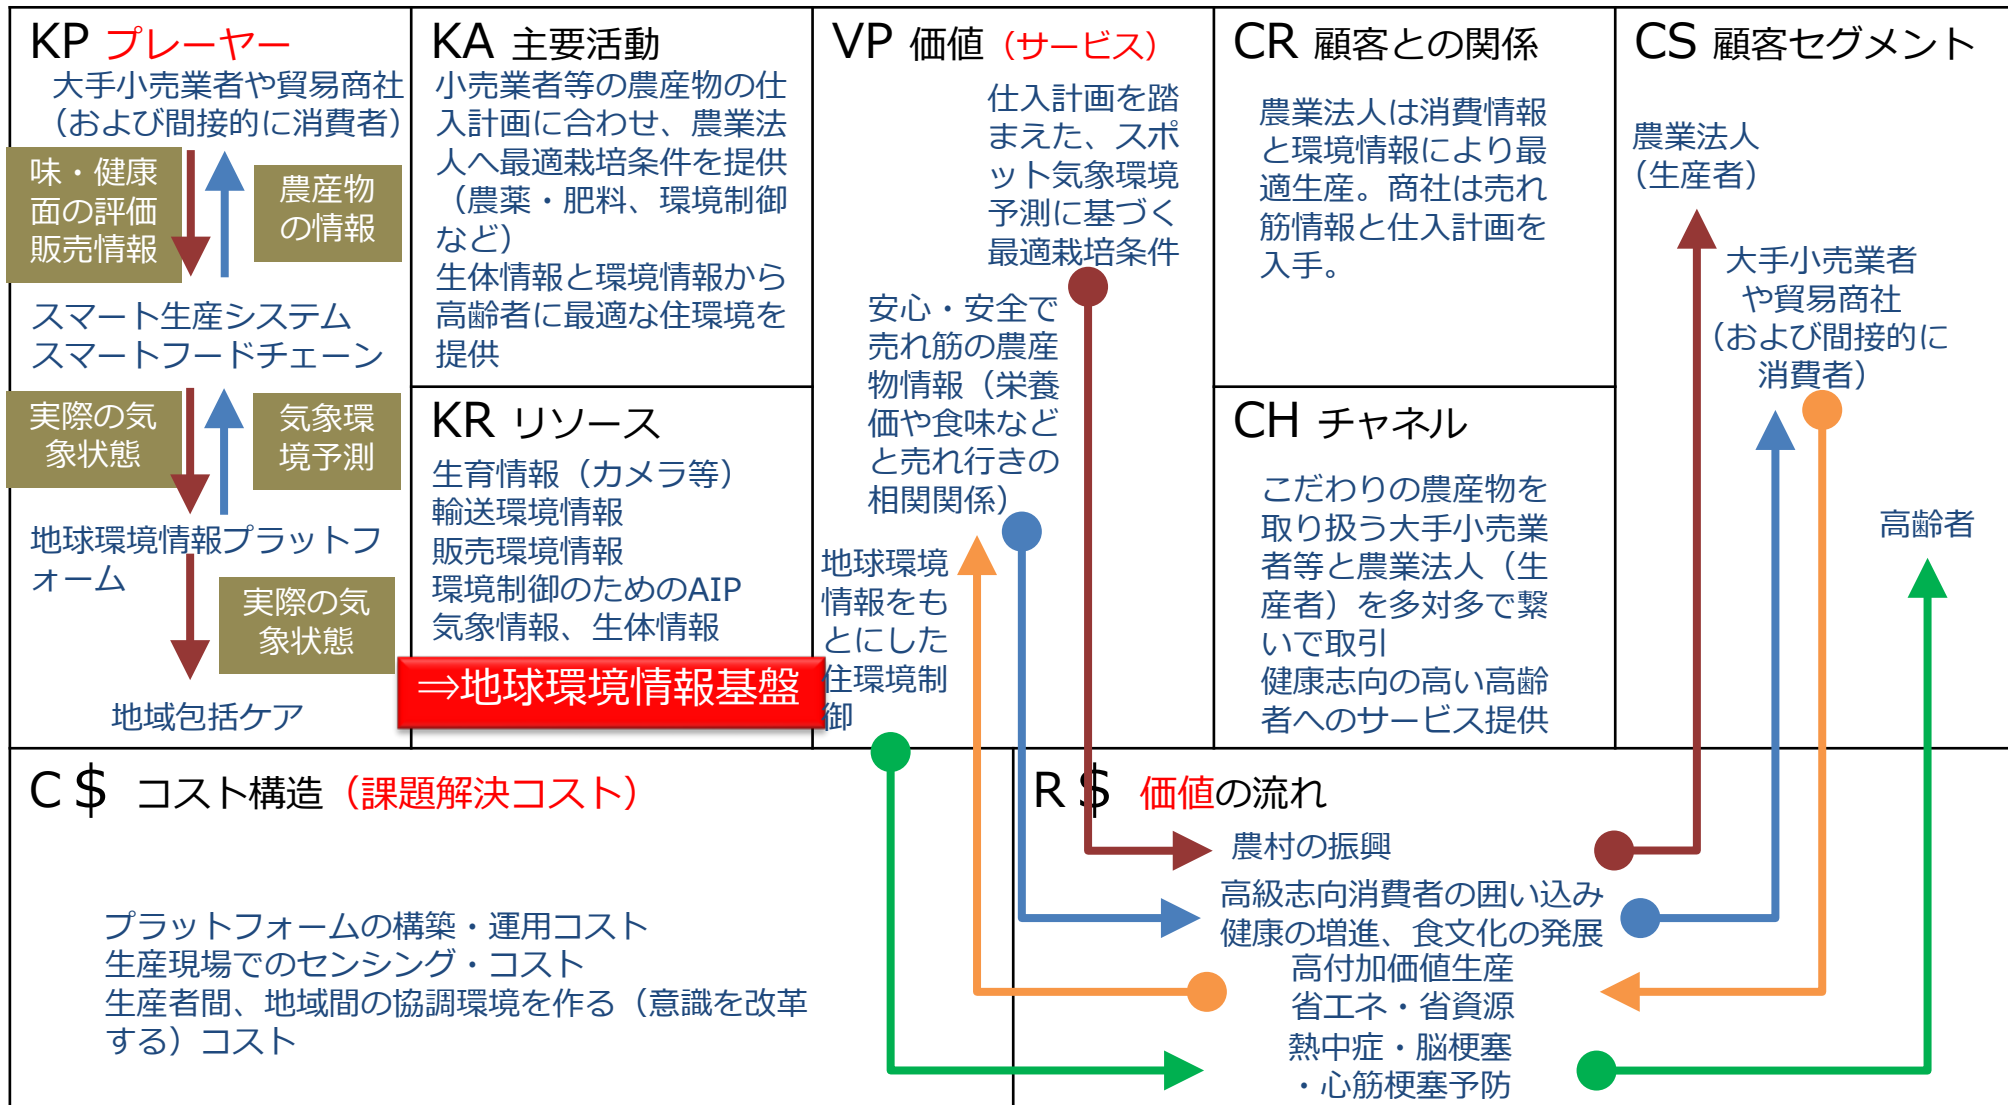 KP プレーヤー
大手小売業者や貿易商社
（および間接的に消費者）
味・健康
面の評価
販売情報
農産物
の情報
スマート生産システム
スマートフードチェーン
実際の気
象状態
気象環
境予測
地球環境情報プラットフ
ォーム
実際の気
象状態
地域包括ケア
KA 主要活動
小売業者等の農産物の仕
入計画に合わせ、農業法
人へ最適栽培条件を提供
（農薬・肥料、環境制御
など）
生体情報と環境情報から
高齢者に最適な住環境を
提供
KR リソース
生育情報（カメラ等）
輸送環境情報
販売環境情報
環境制御のためのAIP
気象情報、生体情報
⇒地球環境情報基盤
VP 価値（サービス）
仕入計画を踏
まえた、スポ
ット気象環境
予測に基づく
最適栽培条件
安心・安全で
売れ筋の農産
物情報（栄養
価や食味など
と売れ行きの
相関関係）
地球環境
情報をも
とにした
住環境制
御
CR 顧客との関係
農業法人は消費情報
と環境情報により最
適生産。商社は売れ
筋情報と仕入計画を
入手。
CH チャネル
こだわりの農産物を
取り扱う大手小売業
者等と農業法人（生
産者）を多対多で繋
いで取引
健康志向の高い高齢
者へのサービス提供
CS 顧客セグメント
農業法人
（生産者）
大手小売業者
や貿易商社
（および間接的に
消費者）
高齢者
C＄ コスト構造（課題解決コスト）
プラットフォームの構築・運用コスト
生産現場でのセンシング・コスト
生産者間、地域間の協調環境を作る（意識を改革
する）コスト
R＄ 価値の流れ
農村の振興
高級志向消費者の囲い込み
健康の増進、食文化の発展
高付加価値生産
省エネ・省資源
熱中症・脳梗塞
・心筋梗塞予防